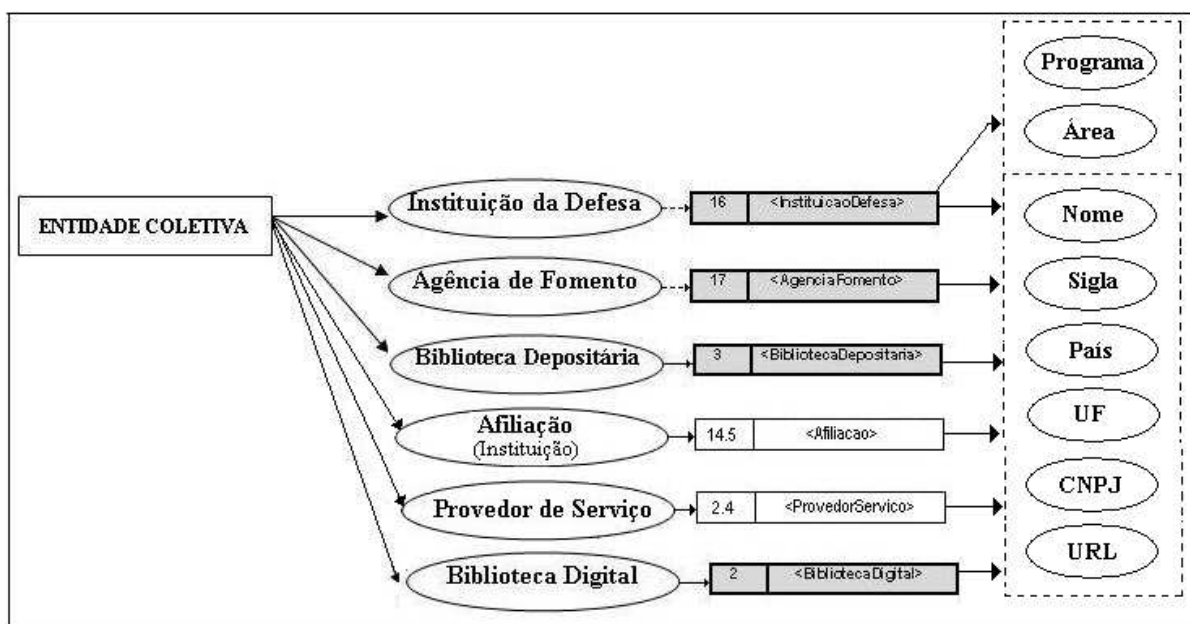 Programa
Área
ENTIDADE COLETIVA
Instituição da Defesa
16 <InstituicaoDefesa>
Nome
Agência de Fomento
17 <AgenciaFomento>
Sigla
Biblioteca Depositária
3 <BibliotecaDepositaria>
País
Afiliação
(Instituição)
14.5 <Afiliacao>
UF
Provedor de Serviço
2.4 <ProvedorServico>
CNPJ
Biblioteca Digital
2 <BibliotecaDigital>
URL